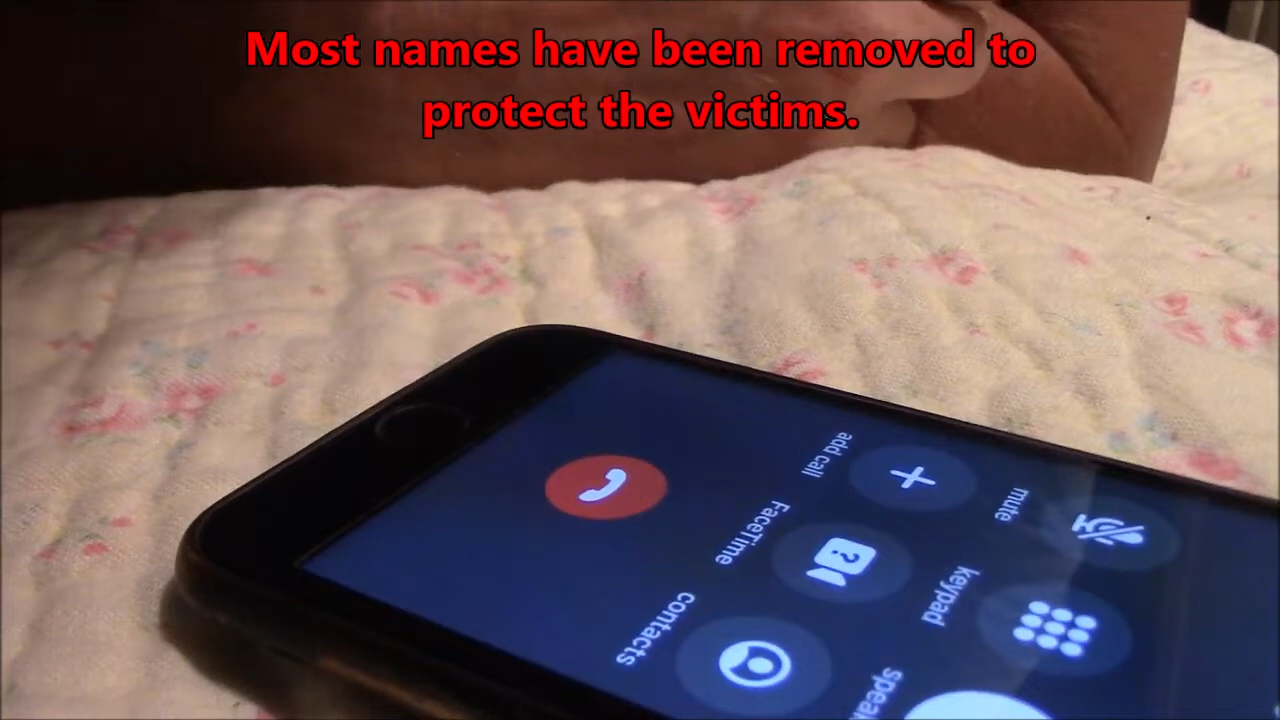 Most names have been removed to
protect the victims.
add call
mute
FaceTime
keypad
contacts